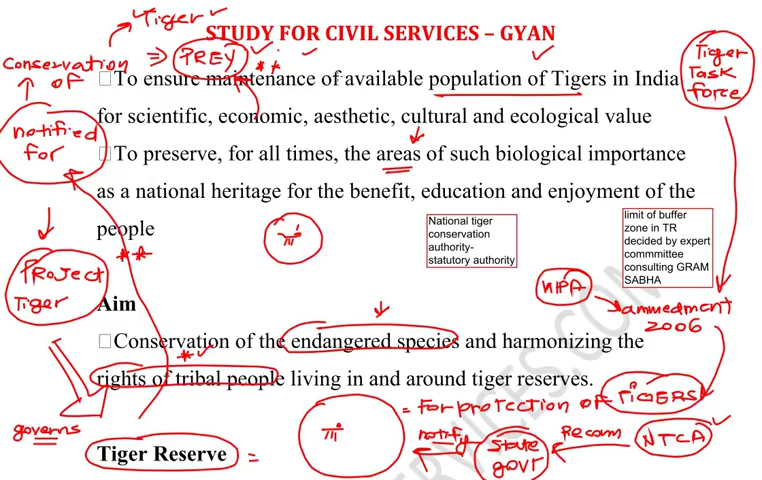 Tiger
STUDY FOR CIVIL SERVICES – GYAN
Conservation of
PREY
Tiger Task force
To ensure maintenance of available population of Tigers in India
for scientific, economic, aesthetic, cultural and ecological value
notified for
To preserve, for all times, the areas of such biological importance
as a national heritage for the benefit, education and enjoyment of the
people
National tiger
conservation
authority-
statutory authority
limit of buffer
zone in TR
decided by expert
commmittee
consulting GRAM
SABHA
Project Tiger
WPA
ammedment
2006
Aim
Conservation of the endangered species and harmonizing the
rights of tribal people living in and around tiger reserves.
= for protection of TIGERS
governs
notify
State govt
Recom
NTCA
Tiger Reserve =
SERVICES.COM